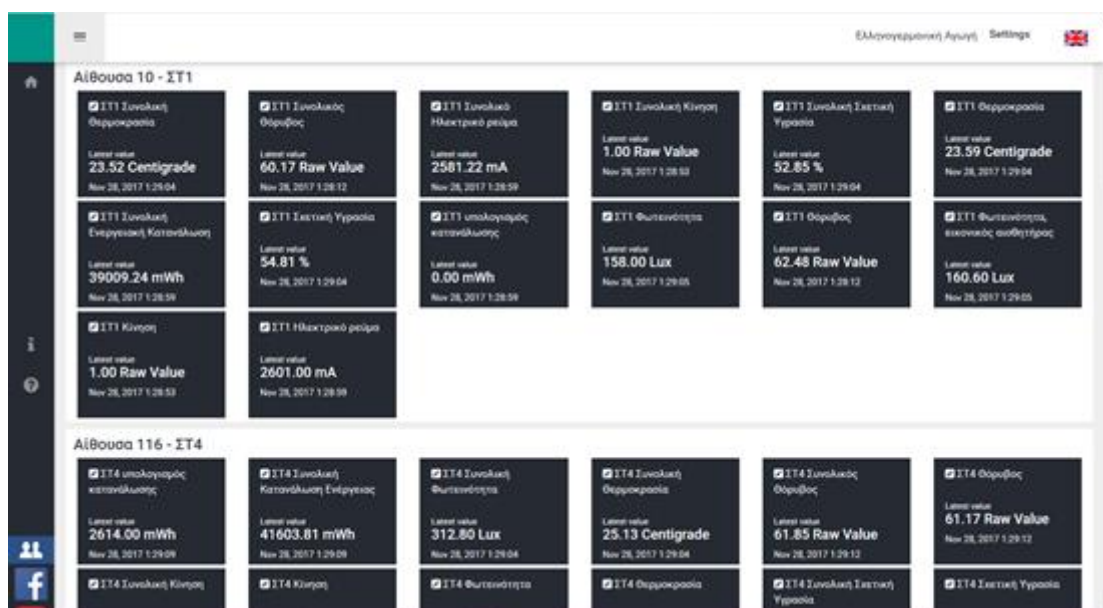 Ελληνογερμανική Αγωγή Settings
Αίθουσα 10 - ΣΤ1
ΣΤ1 Συνολική
Θερμοκρασία
Latest value
23.52 Centigrade
Nov 28, 2017 1:29:04
ΣΤ1 Συνολικός
Θόρυβος
Latest value
60.17 Raw Value
Nov 28, 2017 1:28:12
ΣΤ1 Συνολικό
Ηλεκτρικό ρεύμα
Latest value
2581.22 mA
Nov 28, 2017 1:28:59
ΣΤ1 Συνολική Κίνηση
Latest value
1.00 Raw Value
Nov 28, 2017 1:28:53
ΣΤ1 Συνολική Σχετική
Υγρασία
Latest value
52.85 %
Nov 28, 2017 1:29:04
ΣΤ1 Θερμοκρασία
Latest value
23.59 Centigrade
Nov 28, 2017 1:29:04
ΣΤ1 Συνολική
Ενεργειακή Κατανάλωση
Latest value
39009.24 mWh
Nov 28, 2017 1:28:59
ΣΤ1 Σχετική Υγρασία
Latest value
54.81 %
Nov 28, 2017 1:29:04
ΣΤ1 υπολογισμός
κατανάλωσης
Latest value
0.00 mWh
Nov 28, 2017 1:28:59
ΣΤ1 Φωτεινότητα
Latest value
158.00 Lux
Nov 28, 2017 1:29:05
ΣΤ1 Θόρυβος
Latest value
62.48 Raw Value
Nov 28, 2017 1:28:12
ΣΤ1 Φωτεινότητα,
εικονικός αισθητήρας
Latest value
160.60 Lux
Nov 28, 2017 1:29:05
ΣΤ1 Κίνηση
Latest value
1.00 Raw Value
Nov 28, 2017 1:28:53
ΣΤ1 Ηλεκτρικό ρεύμα
Latest value
2601.00 mA
Nov 28, 2017 1:28:59
Αίθουσα 116 - ΣΤ4
ΣΤ4 υπολογισμός
κατανάλωσης
Latest value
2614.00 mWh
Nov 28, 2017 1:29:09
ΣΤ4 Συνολική
Κατανάλωση Ενέργειας
Latest value
41603.81 mWh
Nov 28, 2017 1:29:09
ΣΤ4 Συνολική
Φωτεινότητα
Latest value
312.80 Lux
Nov 28, 2017 1:29:04
ΣΤ4 Συνολική
Θερμοκρασία
Latest value
25.13 Centigrade
Nov 28, 2017 1:29:04
ΣΤ4 Συνολικός
Θόρυβος
Latest value
61.85 Raw Value
Nov 28, 2017 1:29:12
ΣΤ4 Θόρυβος
Latest value
61.17 Raw Value
Nov 28, 2017 1:29:12
ΣΤ4 Συνολική Κίνηση
ΣΤ4 Κίνηση
ΣΤ4 Φωτεινότητα
ΣΤ4 Θερμοκρασία
ΣΤ4 Συνολική Σχετική
Υγρασία
ΣΤ4 Σχετική Υγρασία